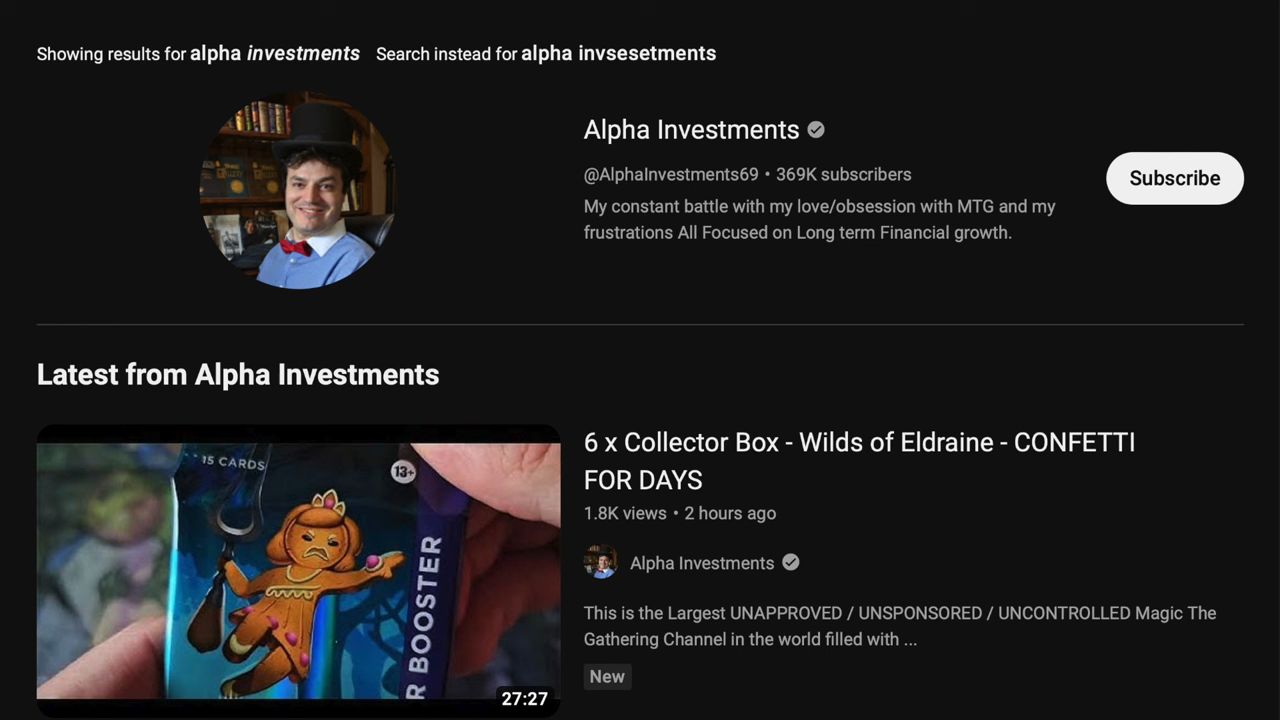 Showing results for alpha investments Search instead for alpha invsesetments
Alpha Investments
@AlphaInvestments69 • 369K subscribers
My constant battle with my love/obsession with MTG and my
frustrations All Focused on Long term Financial growth.
Subscribe
Latest from Alpha Investments
15 CARDS
13+
R BOOSTER
27:27
6 x Collector Box - Wilds of Eldraine - CONFETTI
FOR DAYS
1.8K views • 2 hours ago
Alpha Investments
This is the Largest UNAPPROVED / UNSPONSORED / UNCONTROLLED Magic The
Gathering Channel in the world filled with ...
New